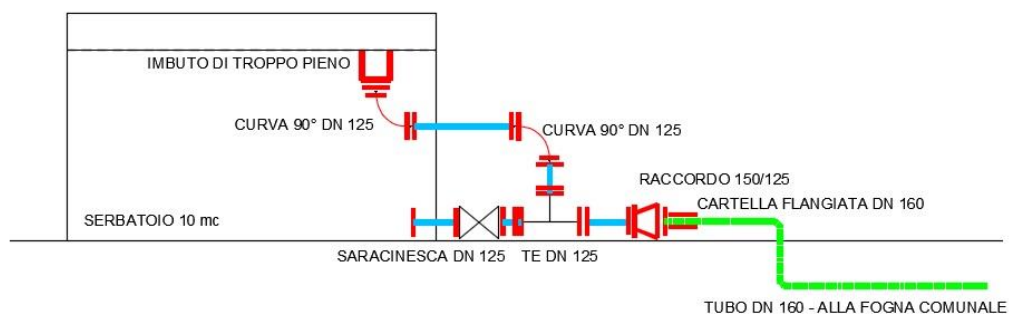 IMBUTO DI TROPPO PIENO
CURVA 90° DN 125
CURVA 90° DN 125
RACCORDO 150/125
CARTELLA FLANGIATA DN 160
SERBATOIO 10 mc
SARACINESCA DN 125
TE DN 125
TUBO DN 160 - ALLA FOGNA COMUNALE